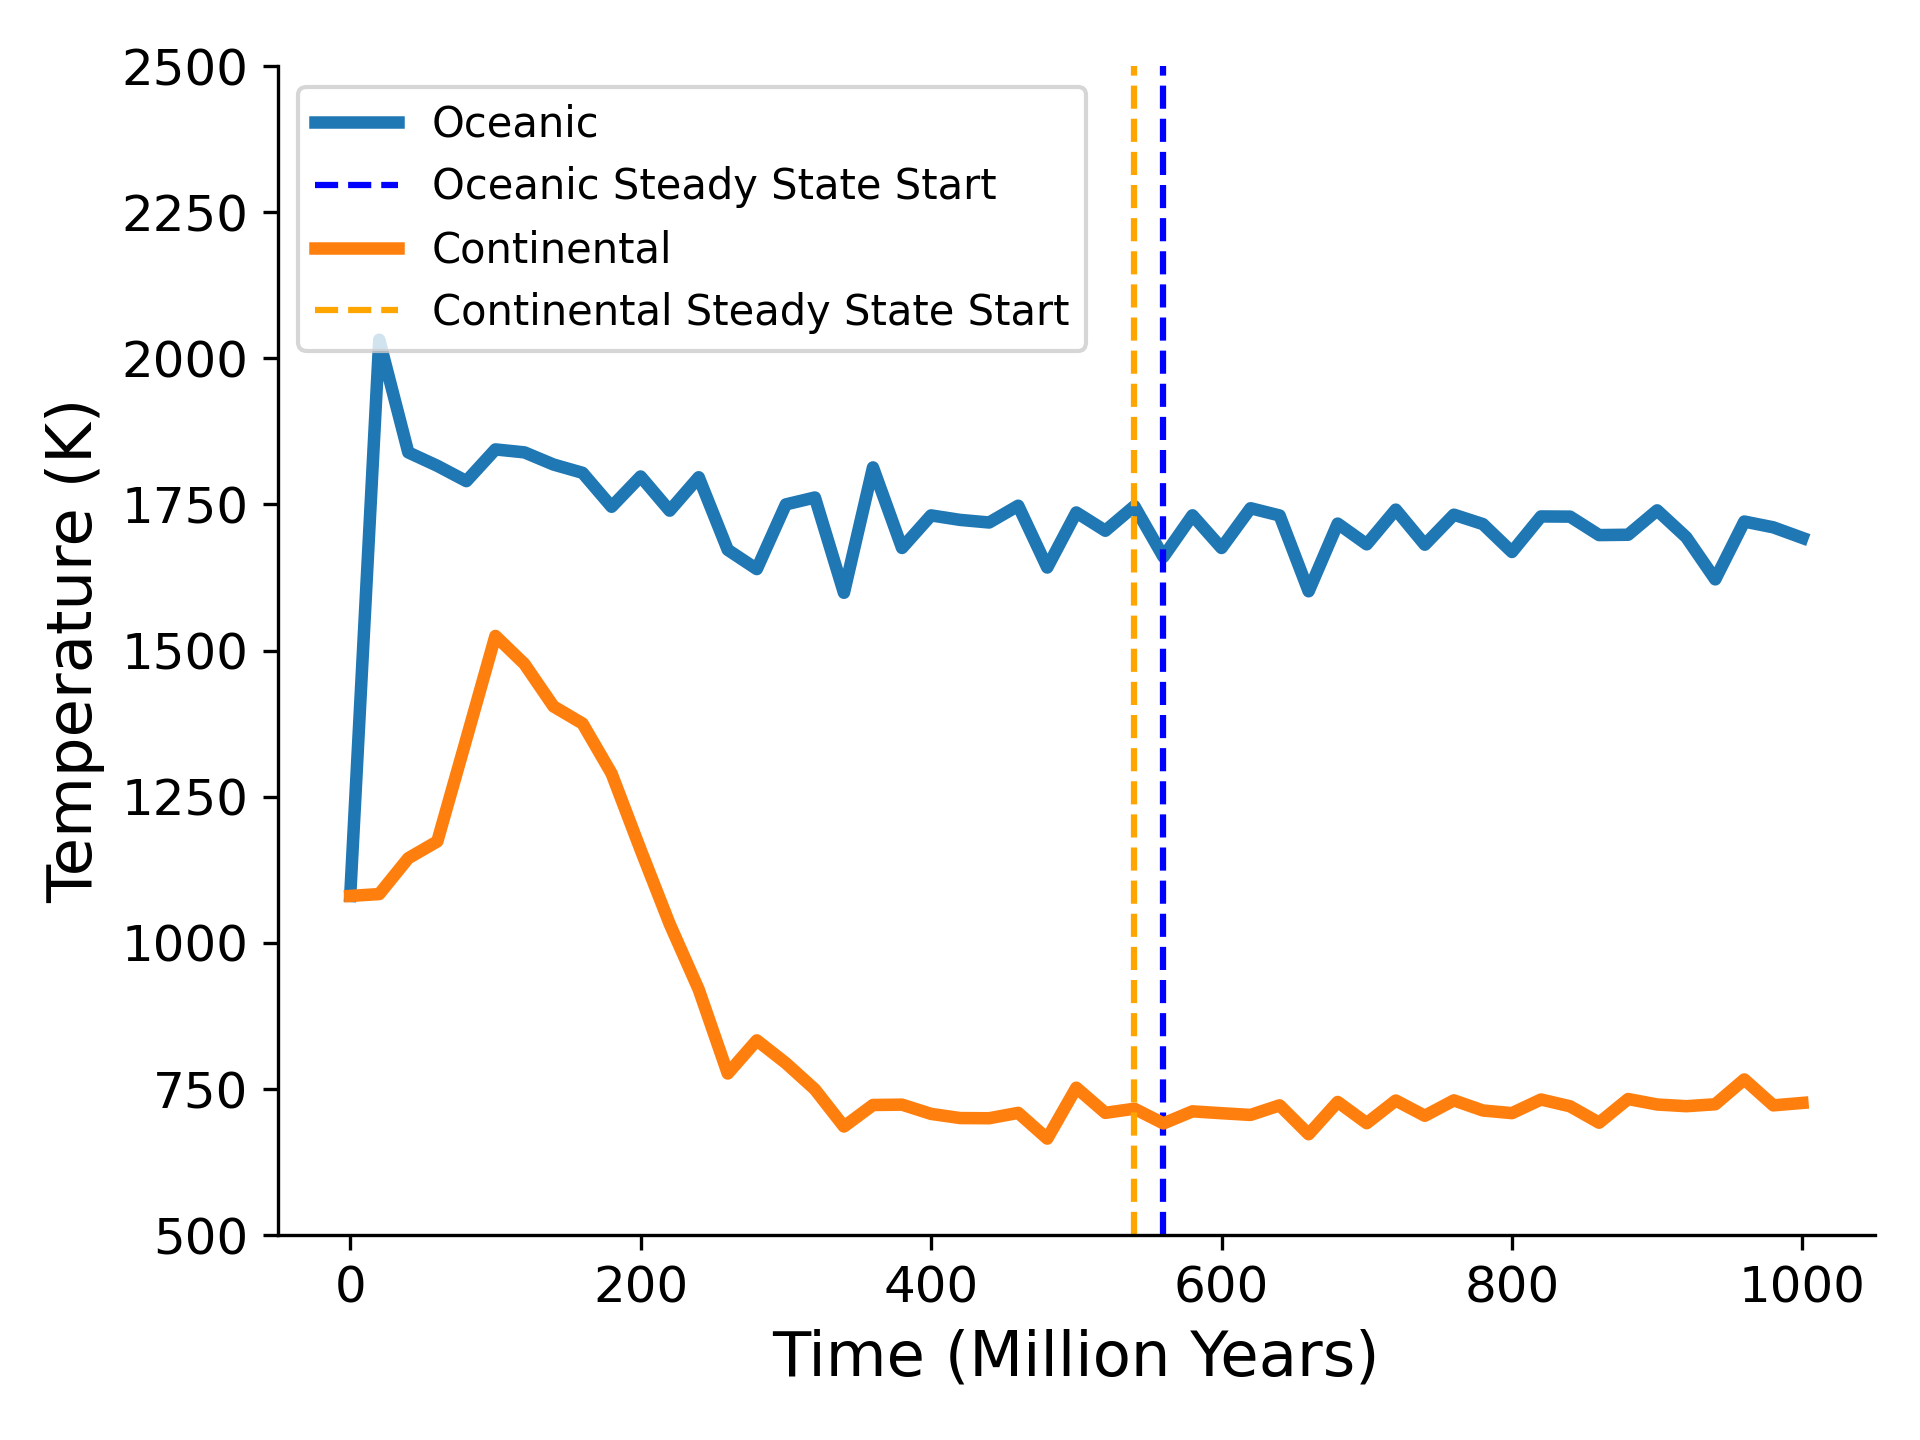 2500
2250
2000
1750
1500
1250
1000
750
500
Temperature (K)
Oceanic
Oceanic Steady State Start
Continental
Continental Steady State Start
0 200 400 600 800 1000
Time (Million Years)